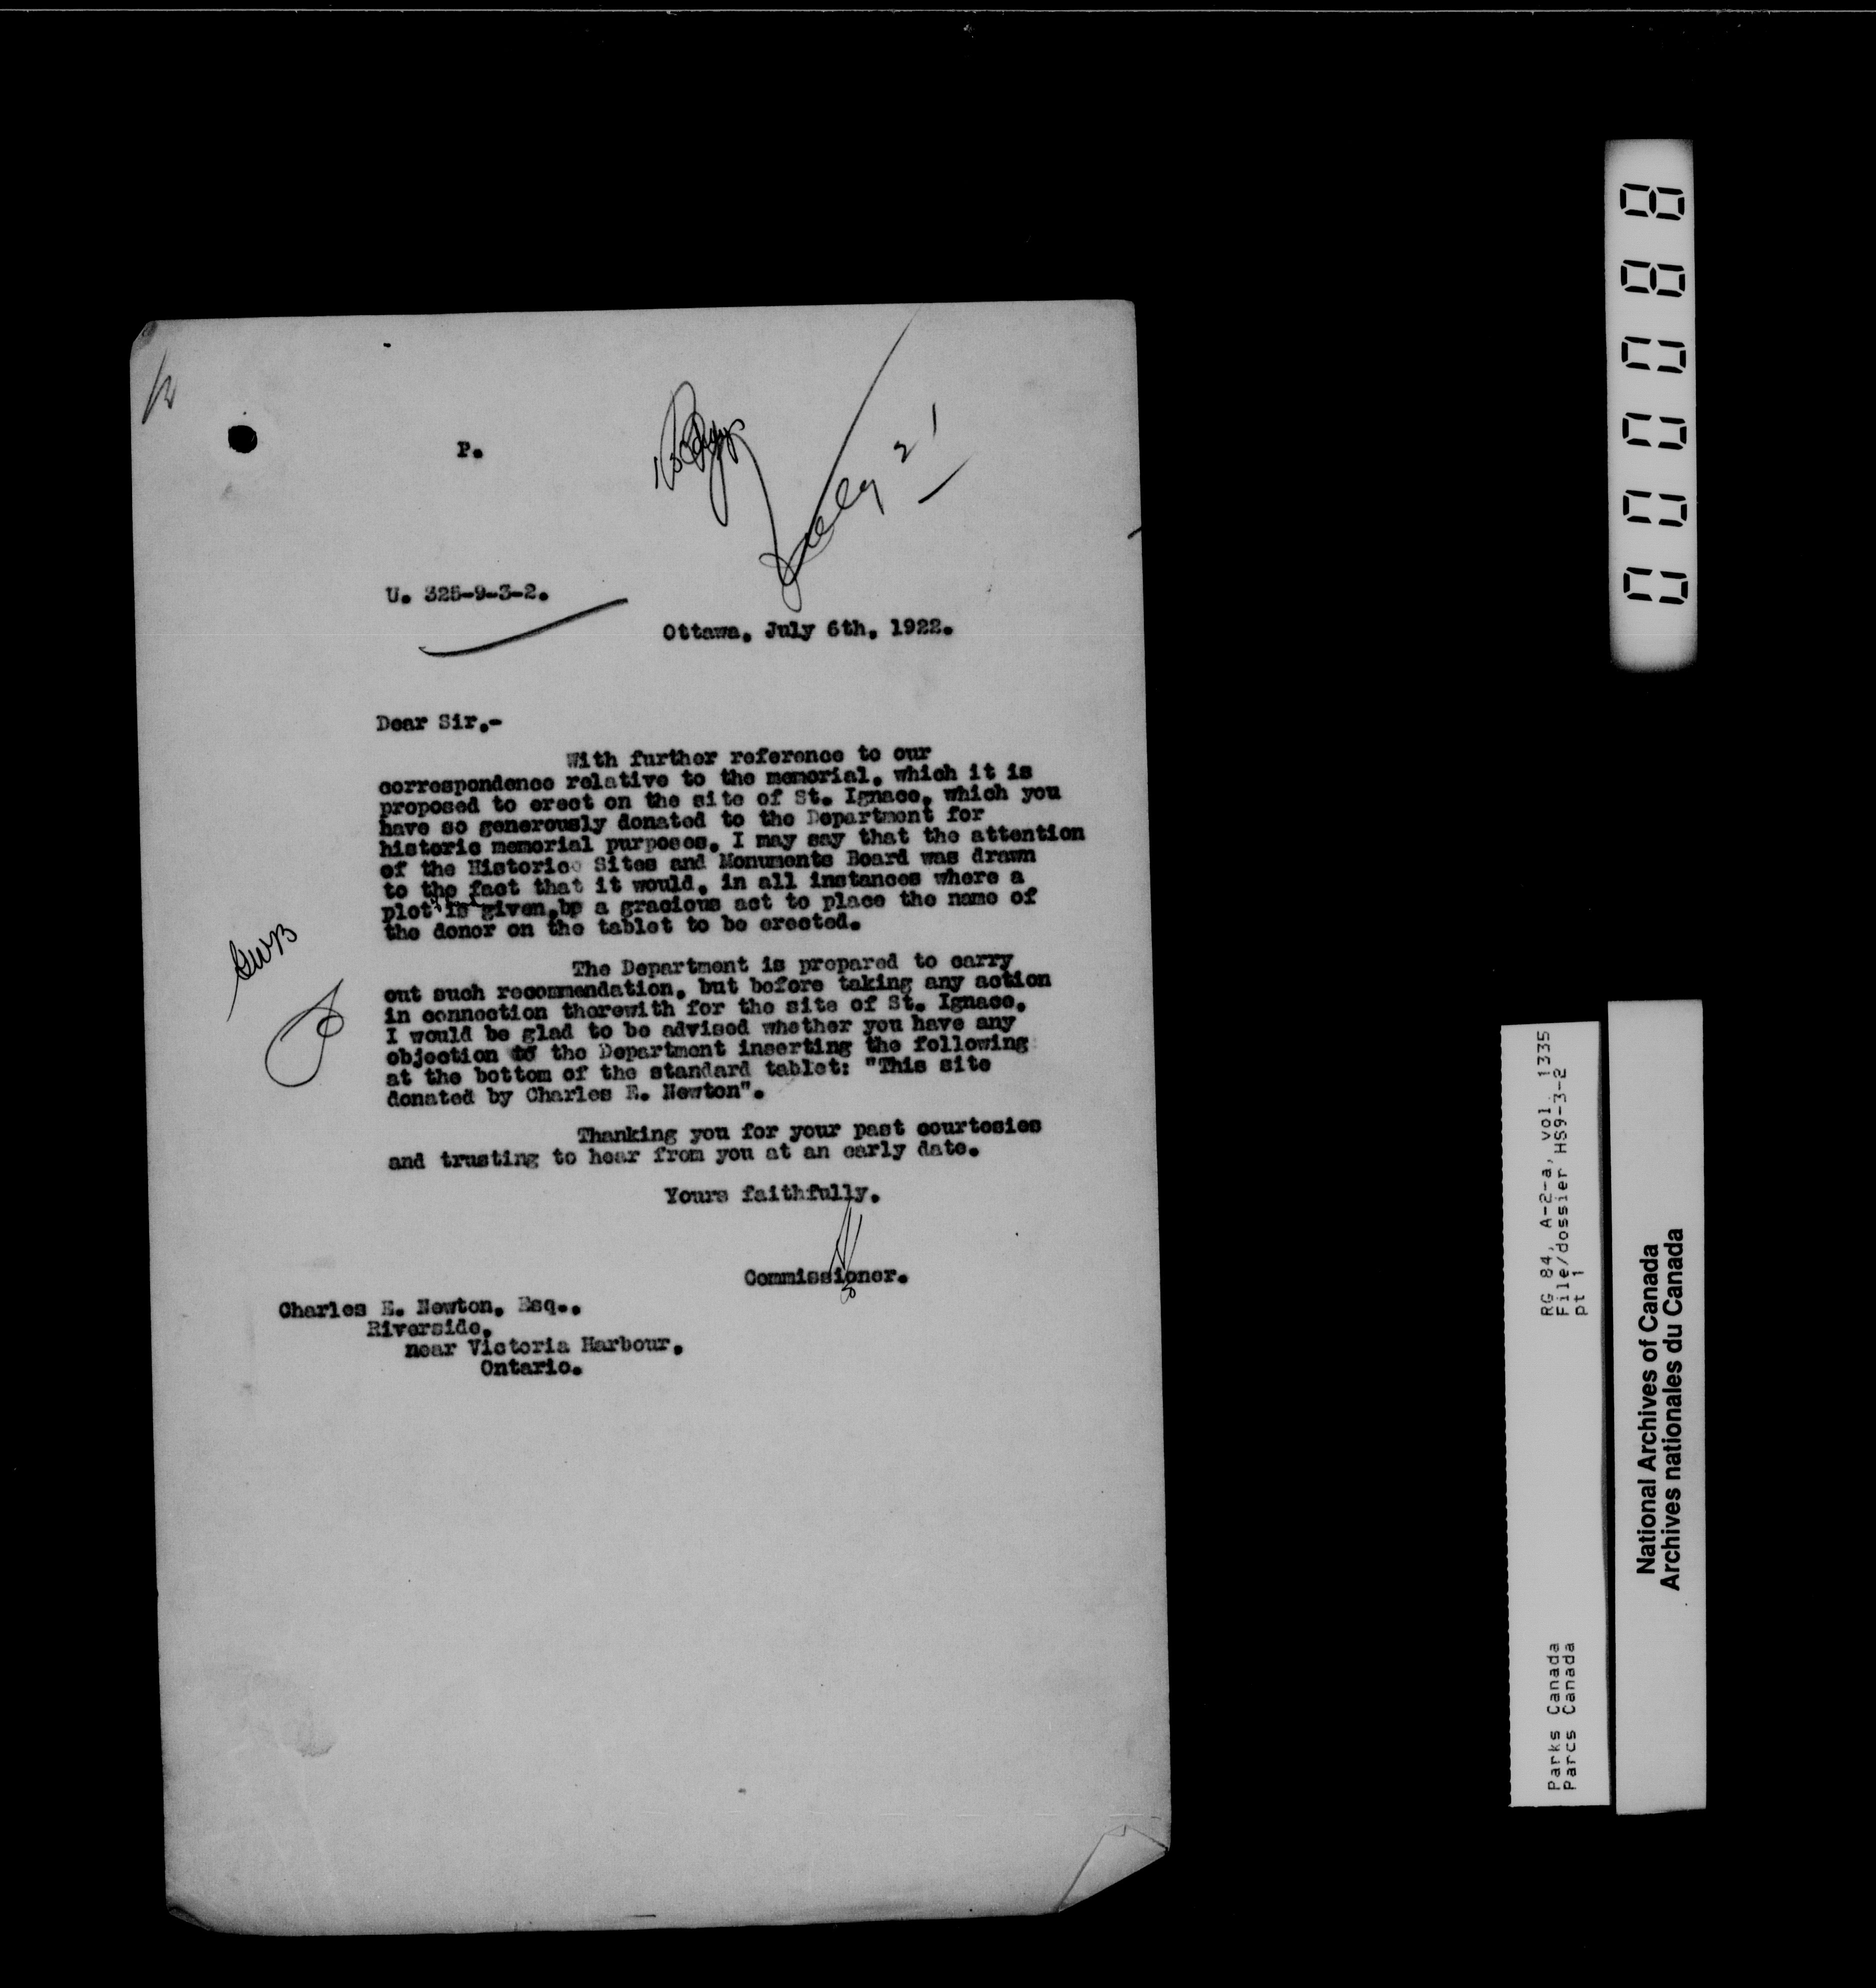 P.
July 21
U. 325-9-3-2.
Ottawa, July 6th, 1922.
Dear Sir,-
With further reference to our
correspondence relative to the memorial, which it is
proposed to erect on the site of St. Ignace, which you
have so generously donated to the Department for
historic memorial purposes, I may say that the attention
of the Historic Sites and Monuments Board was drawn
to the fact that it would, in all instances where a
plot is given, be a gracious act to place the name of
the donor on the tablet to be erected.
The Department is prepared to carry
out such recommendation, but before taking any action
in connection therewith for the site of St. Ignace,
I would be glad to be advised whether you have any
objection to the Department inserting the following
at the bottom of the standard tablet: "This site
donated by Charles E. Newton".
Thanking you for your past courtesies
and trusting to hear from you at an early date.
Yours faithfully,
Commissioner.
Charles E. Newton, Esq.,
Riverside,
near Victoria Harbour,
Ontario.
000088
RG 84, A-2-a, vol. 1335
File/dossier HS9-3-2
pt 1
Parks Canada
Parcs Canada
National Archives of Canada
Archives nationales du Canada